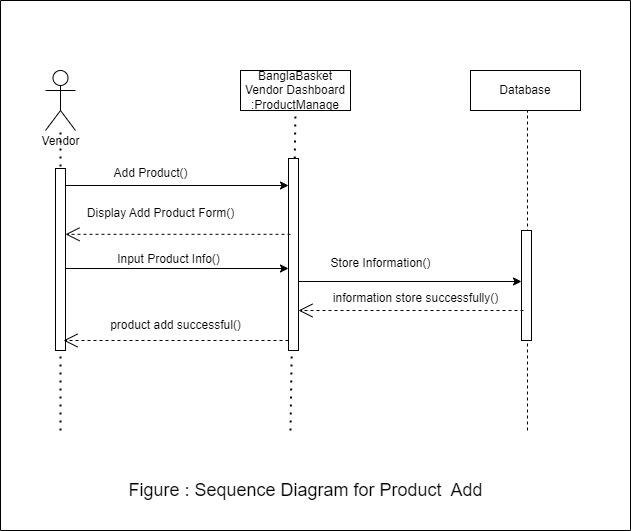 BanglaBasket
Vendor Dashboard
:ProductManage
Database
Vendor
Add Product()
Display Add Product Form()
Input Product Info()
Store Information()
information store successfully()
product add successful()
Figure : Sequence Diagram for Product  Add